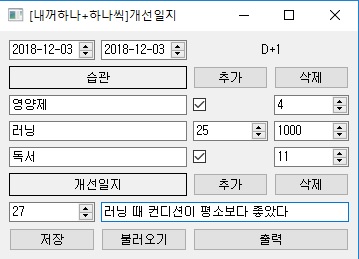 [내꺼하나+하나씩]개선일지
2018-12-03 2018-12-03 D+1
습관 추가 삭제
영양제 4
러닝 25 1000
독서 11
개선일지 추가 삭제
27 러닝 때 컨디션이 평소보다 좋았다
저장 불러오기 출력